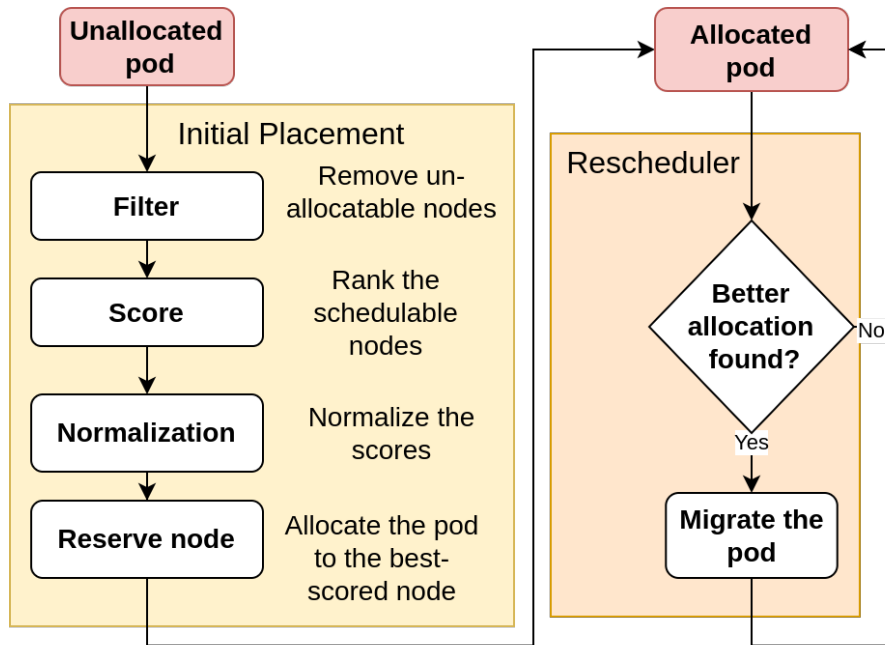 Unallocated
pod
Initial Placement
Filter
Remove un-
allocatable nodes
Score
Rank the
schedulable
nodes
Normalization
Normalize the
scores
Reserve node
Allocate the pod
to the best-
scored node
Allocated
pod
Rescheduler
Better
allocation
found?
No
Yes
Migrate the
pod